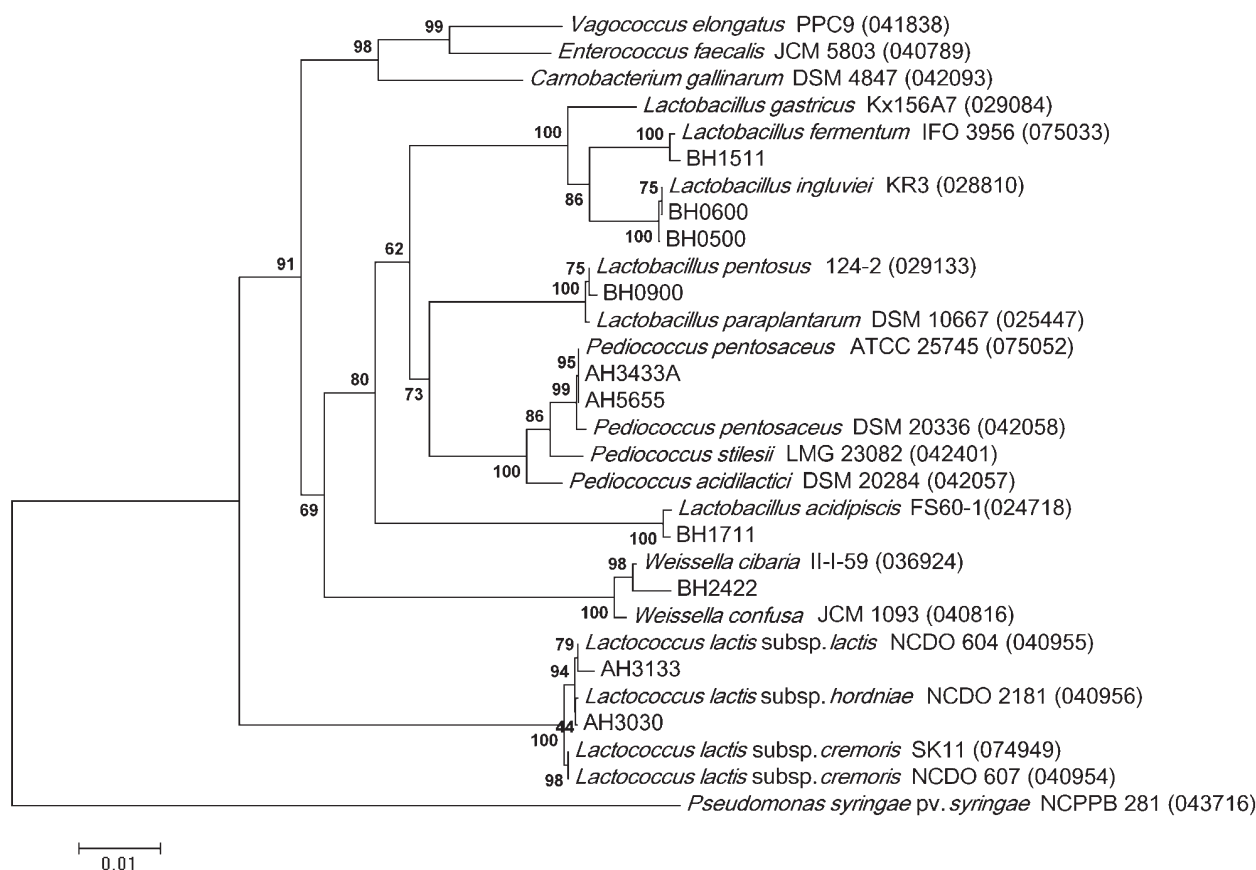 Vagococcus elongatus PPC9 (041838)
99
98
Enterococcus faecalis JCM 5803 (040789)
Carnobacterium gallinarum DSM 4847 (042093)
Lactobacillus gastricus Kx156A7 (029084)
100
100
Lactobacillus fermentum IFO 3956 (075033)
BH1511
75
Lactobacillus ingluviei KR3 (028810)
86
BH0600
100
BH0500
62
91
75
Lactobacillus pentosus 124-2 (029133)
100
BH0900
Lactobacillus paraplantarum DSM 10667 (025447)
Pediococcus pentosaceus ATCC 25745 (075052)
95
AH3433A
80
73
99
AH5655
86
Pediococcus pentosaceus DSM 20336 (042058)
Pediococcus stilesii LMG 23082 (042401)
100
Pediococcus acidilactici DSM 20284 (042057)
69
Lactobacillus acidipiscis FS60-1(024718)
100
BH1711
98
Weissella cibaria II-I-59 (036924)
BH2422
100
Weissella confusa JCM 1093 (040816)
79
Lactococcus lactis subsp. lactis NCDO 604 (040955)
94
AH3133
Lactococcus lactis subsp. hordniae NCDO 2181 (040956)
44
AH3030
100
Lactococcus lactis subsp. cremoris SK11 (074949)
98
Lactococcus lactis subsp. cremoris NCDO 607 (040954)
Pseudomonas syringae pv. syringae NCPPB 281 (043716)
0.01